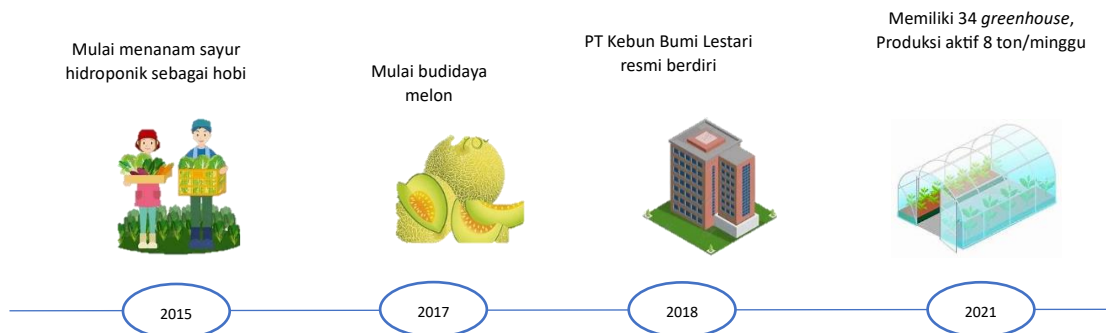 Mulai menanam sayur
hidroponik sebagai hobi
Mulai budidaya
melon
PT Kebun Bumi Lestari
resmi berdiri
Memiliki 34 greenhouse,
Produksi aktif 8 ton/minggu
2015
2017
2018
2021